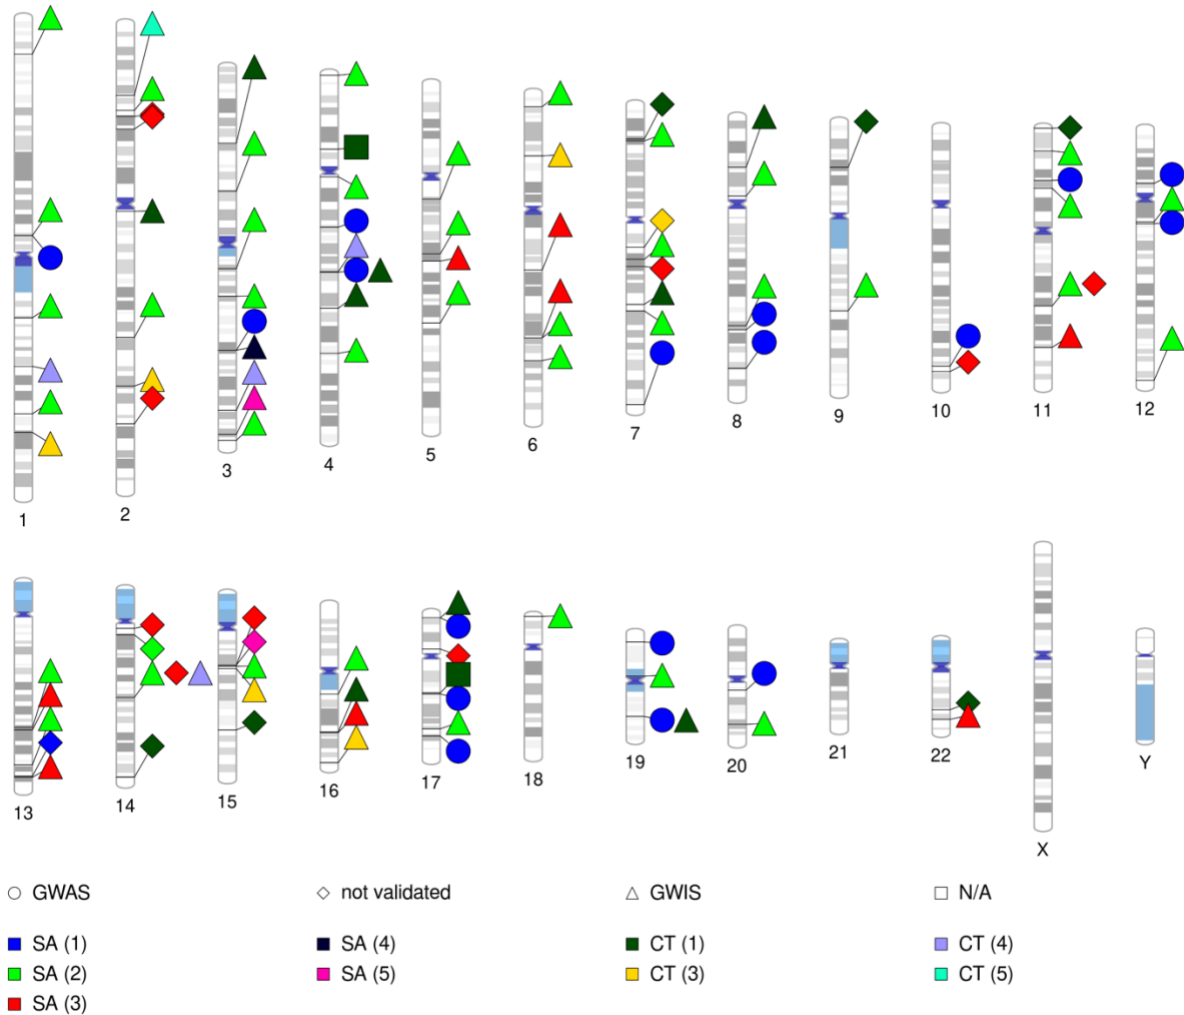 1 2 3 4 5 6 7 8 9 10 11 12
13 14 15 16 17 18 19 20 21 22 X Y
GWAS not validated GWIS N/A
SA (1) SA (4) CT (1) CT (4)
SA (2) SA (5) CT (3) CT (5)
SA (3)